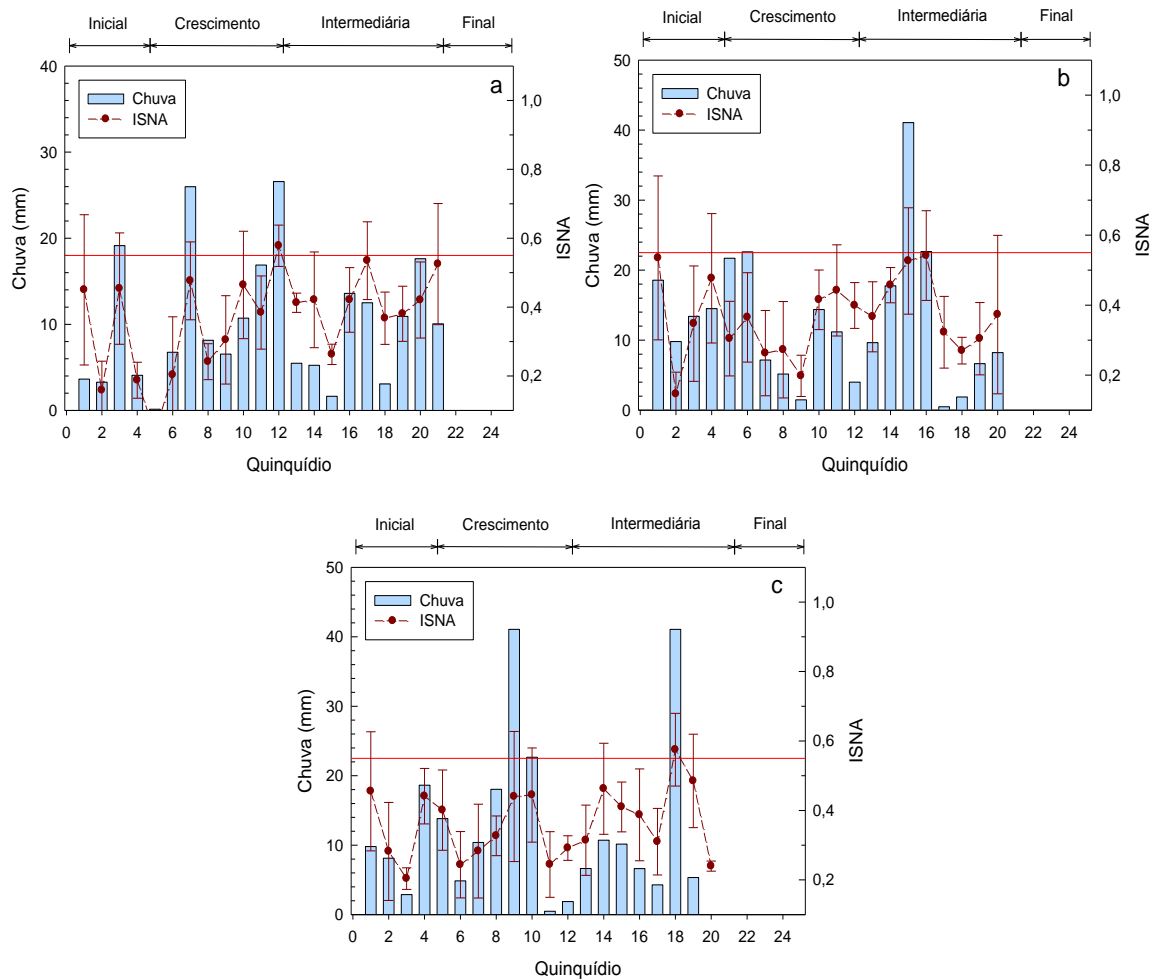 Inicial Crescimento Intermediária Final
a
Chuva
ISNA
40
30
20
10
0
Chuva (mm)
1,0
0,8
0,6
0,4
0,2
ISNA
0 2 4 6 8 10 12 14 16 18 20 22 24
Quinquídio
Inicial Crescimento Intermediária Final
b
Chuva
ISNA
50
40
30
20
10
0
Chuva (mm)
1,0
0,8
0,6
0,4
0,2
ISNA
0 2 4 6 8 10 12 14 16 18 20 22 24
Quinquídio
Inicial Crescimento Intermediária Final
c
Chuva
ISNA
50
40
30
20
10
0
Chuva (mm)
1,0
0,8
0,6
0,4
0,2
ISNA
0 2 4 6 8 10 12 14 16 18 20 22 24
Quinquídio